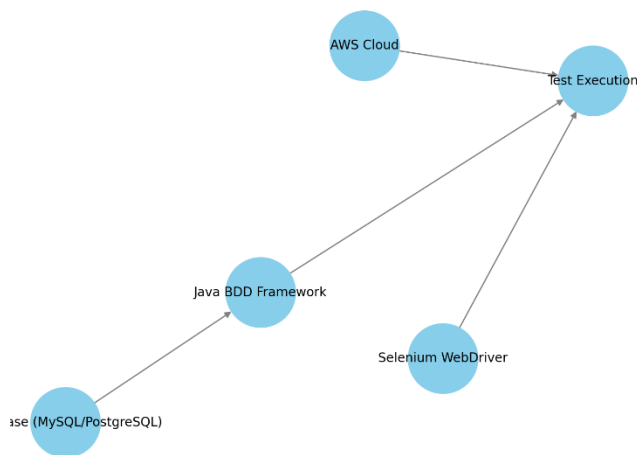 AWS Cloud
Test Execution
Java BDD Framework
Selenium WebDriver
ase (MySQL/PostgreSQL)